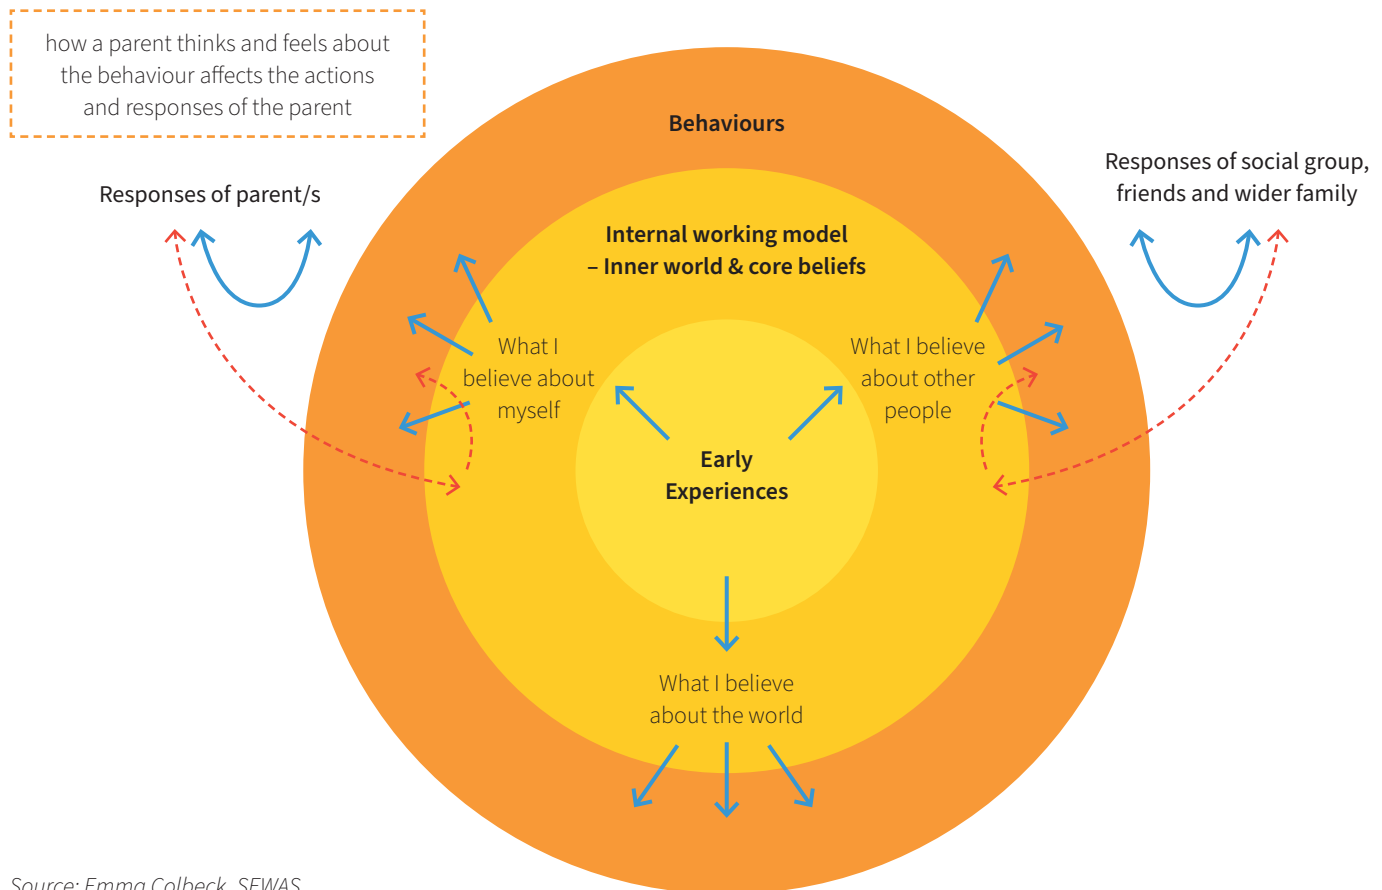 how a parent thinks and feels about
the behaviour affects the actions
and responses of the parent
Behaviours
Responses of parent/s
Responses of social group,
friends and wider family
Internal working model
– Inner world & core beliefs
What I
believe about
myself
What I believe
about other
people
Early
Experiences
What I believe
about the world
Source: Emma Colbeck, SEWAS